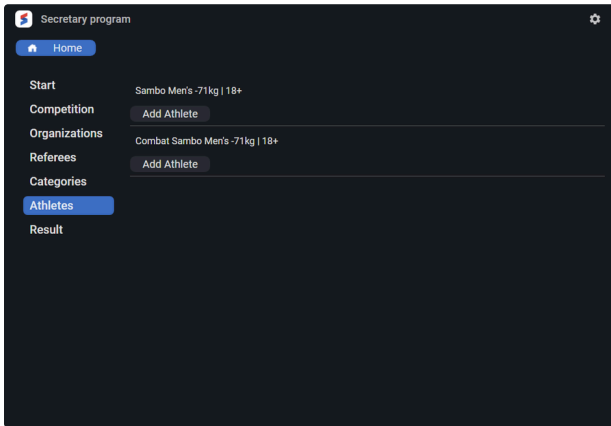 Secretary program
Home
Start
Competition
Organizations
Referees
Categories
Athletes
Result
Sambo Men's -71kg | 18+
Add Athlete
Combat Sambo Men's -71kg | 18+
Add Athlete